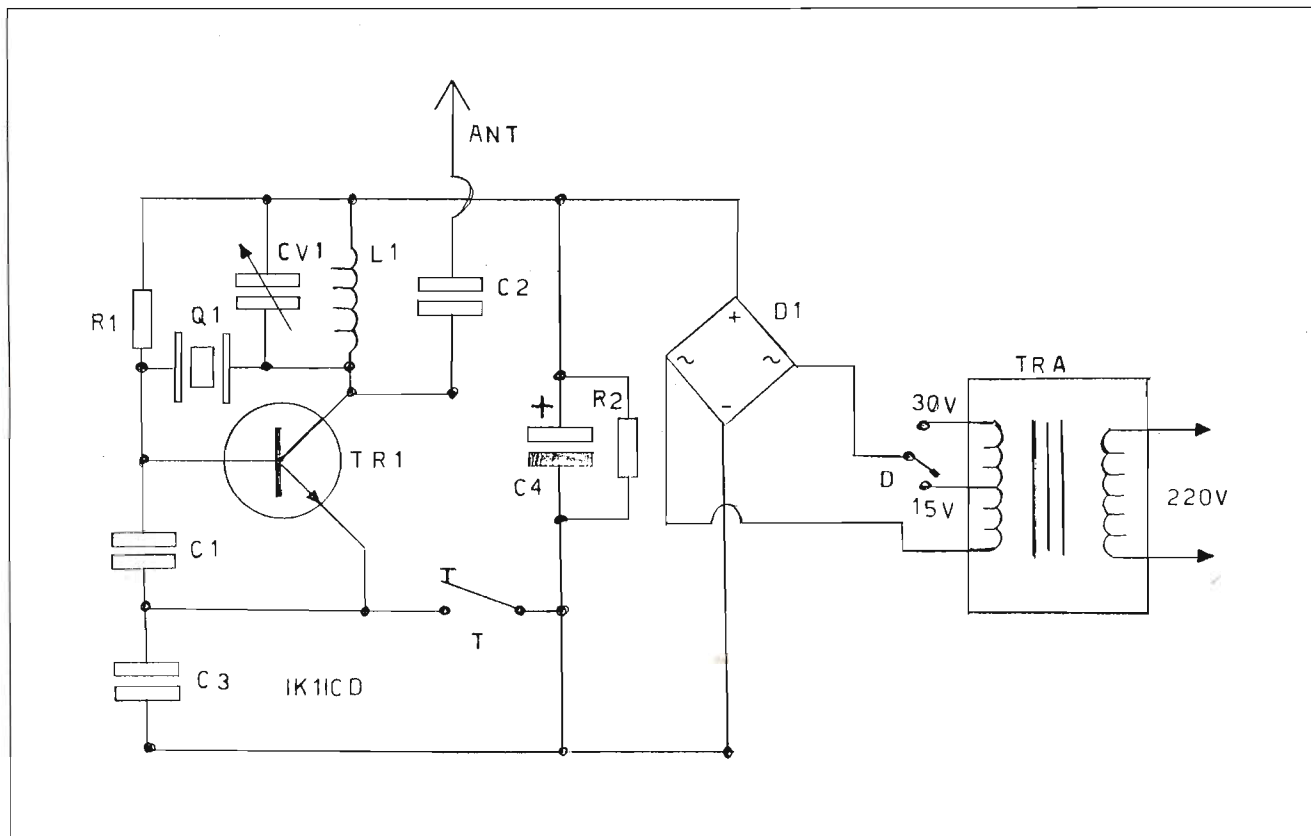 ANT
CV1
L1
C2
R1
Q1
D1
+
~
~
-
TRA
30V
D
15V
220V
+
R2
C4
TR1
C1
T
C3
IK1ICD